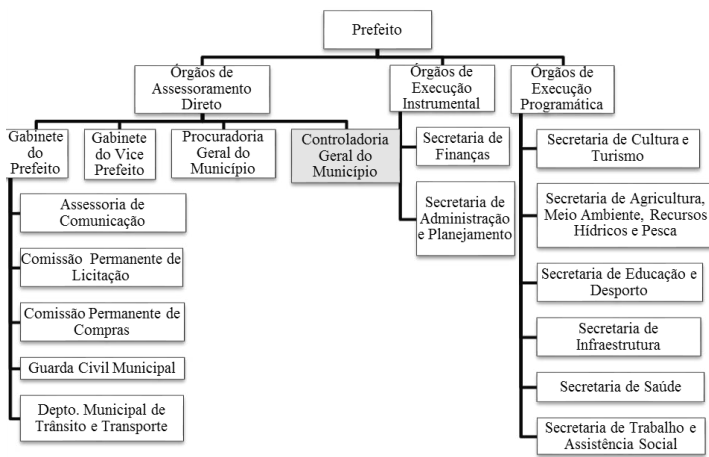 Prefeito
Órgãos de
Assessoramento
Direto
Órgãos de
Execução
Instrumental
Órgãos de
Execução
Programática
Gabinete
do
Prefeito
Gabinete
do Vice
Prefeito
Procuradoria
Geral do
Município
Controladoria
Geral do
Município
Assessoria de
Comunicação
Comissão Permanente de
Licitação
Comissão Permanente de
Compras
Guarda Civil Municipal
Depto. Municipal de
Trânsito e Transporte
Secretaria de
Finanças
Secretaria de
Administração
e Planejamento
Secretaria de Cultura e
Turismo
Secretaria de Agricultura,
Meio Ambiente, Recursos
Hídricos e Pesca
Secretaria de Educação e
Desporto
Secretaria de
Infraestrutura
Secretaria de Saúde
Secretaria de Trabalho e
Assistência Social